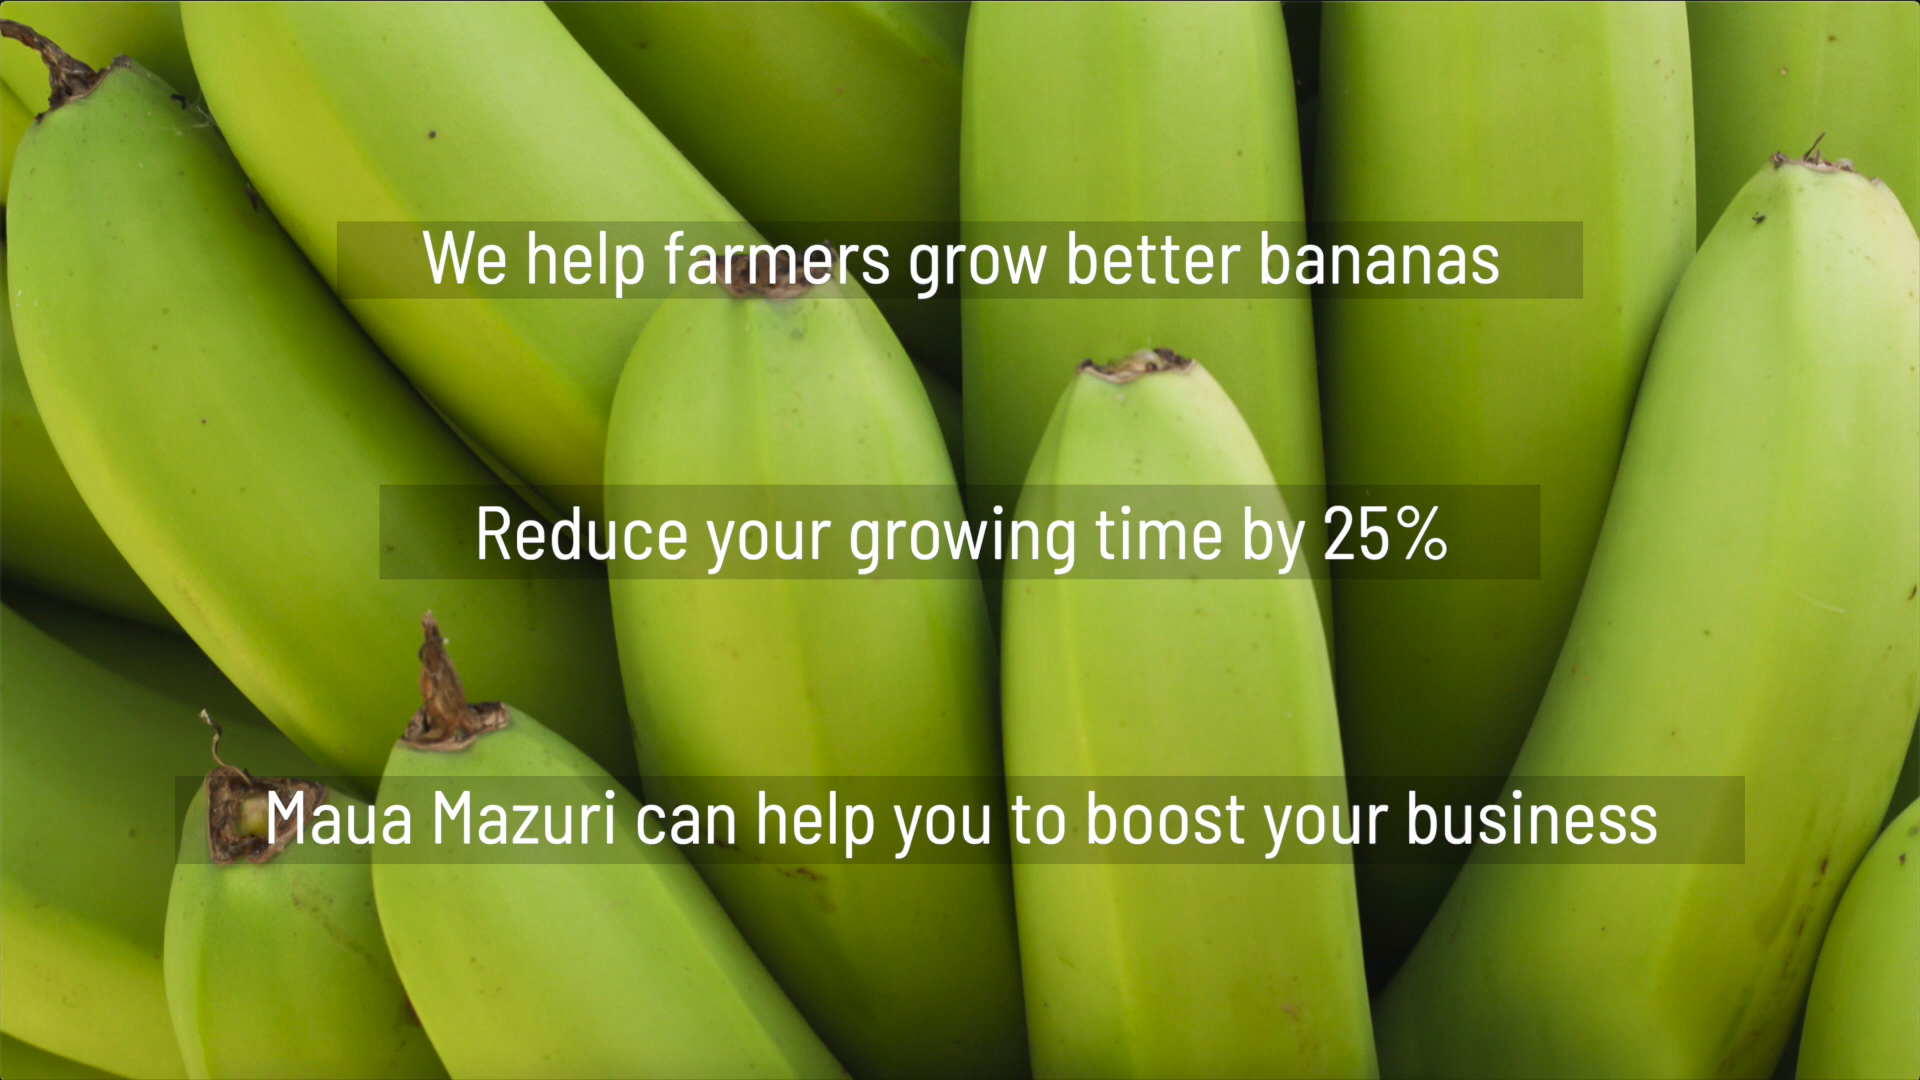 We help farmers grow better bananas
Reduce your growing time by 25%
Maua Mazuri can help you to boost your business